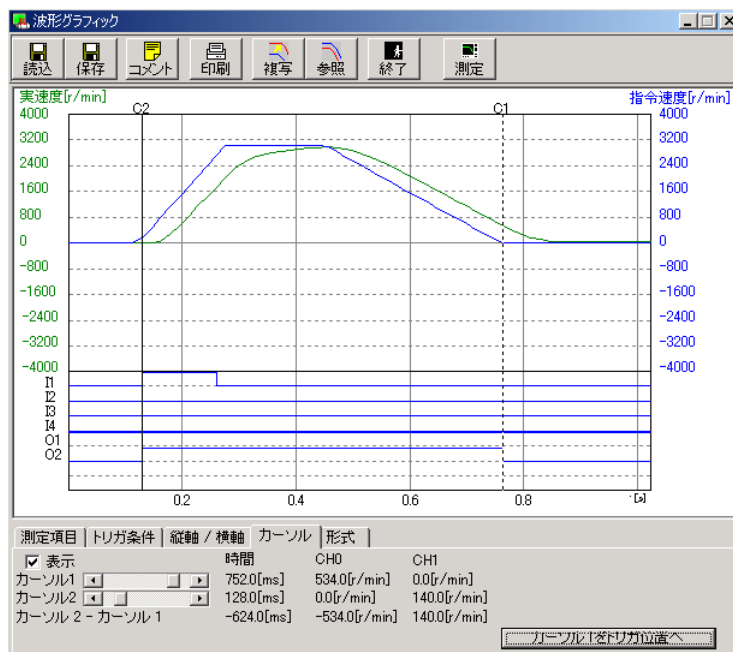 波形グラフィック
読込 保存 コメント 印刷 複写 参照 終了 測定
実速度[r/min] C2 C1 指令速度[r/min]
4000 4000
3200 3200
2400 2400
1600 1600
800 800
0 0
-800 -800
-1600 -1600
-2400 -2400
-3200 -3200
-4000 -4000
I1
I2
I3
I4
O1
O2
0.2 0.4 0.6 0.8 [s]
測定項目 トリガ条件 縦軸 / 横軸 カーソル 形式
表示 時間 CH0 CH1
カーソル1 752.0[ms] 534.0[r/min] 0.0[r/min]
カーソル2 128.0[ms] 0.0[r/min] 140.0[r/min]
カーソル 2 - カーソル 1 -624.0[ms] -534.0[r/min] 140.0[r/min]
カーソル 1をトリガ位置へ